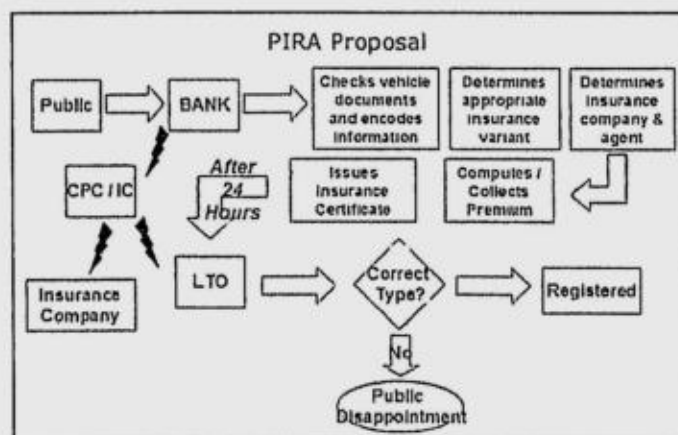 PIRA Proposal
Public
BANK
Checks vehicle
documents
and encodes
information
Determines
appropriate
insurance
variant
Determines
insurance
company &
agent
CPC / IC
After
24
Hours
Issues
Insurance
Certificate
Computes /
Collects
Premium
Insurance
Company
LTO
Correct
Type?
Registered
No
Public
Disappointment